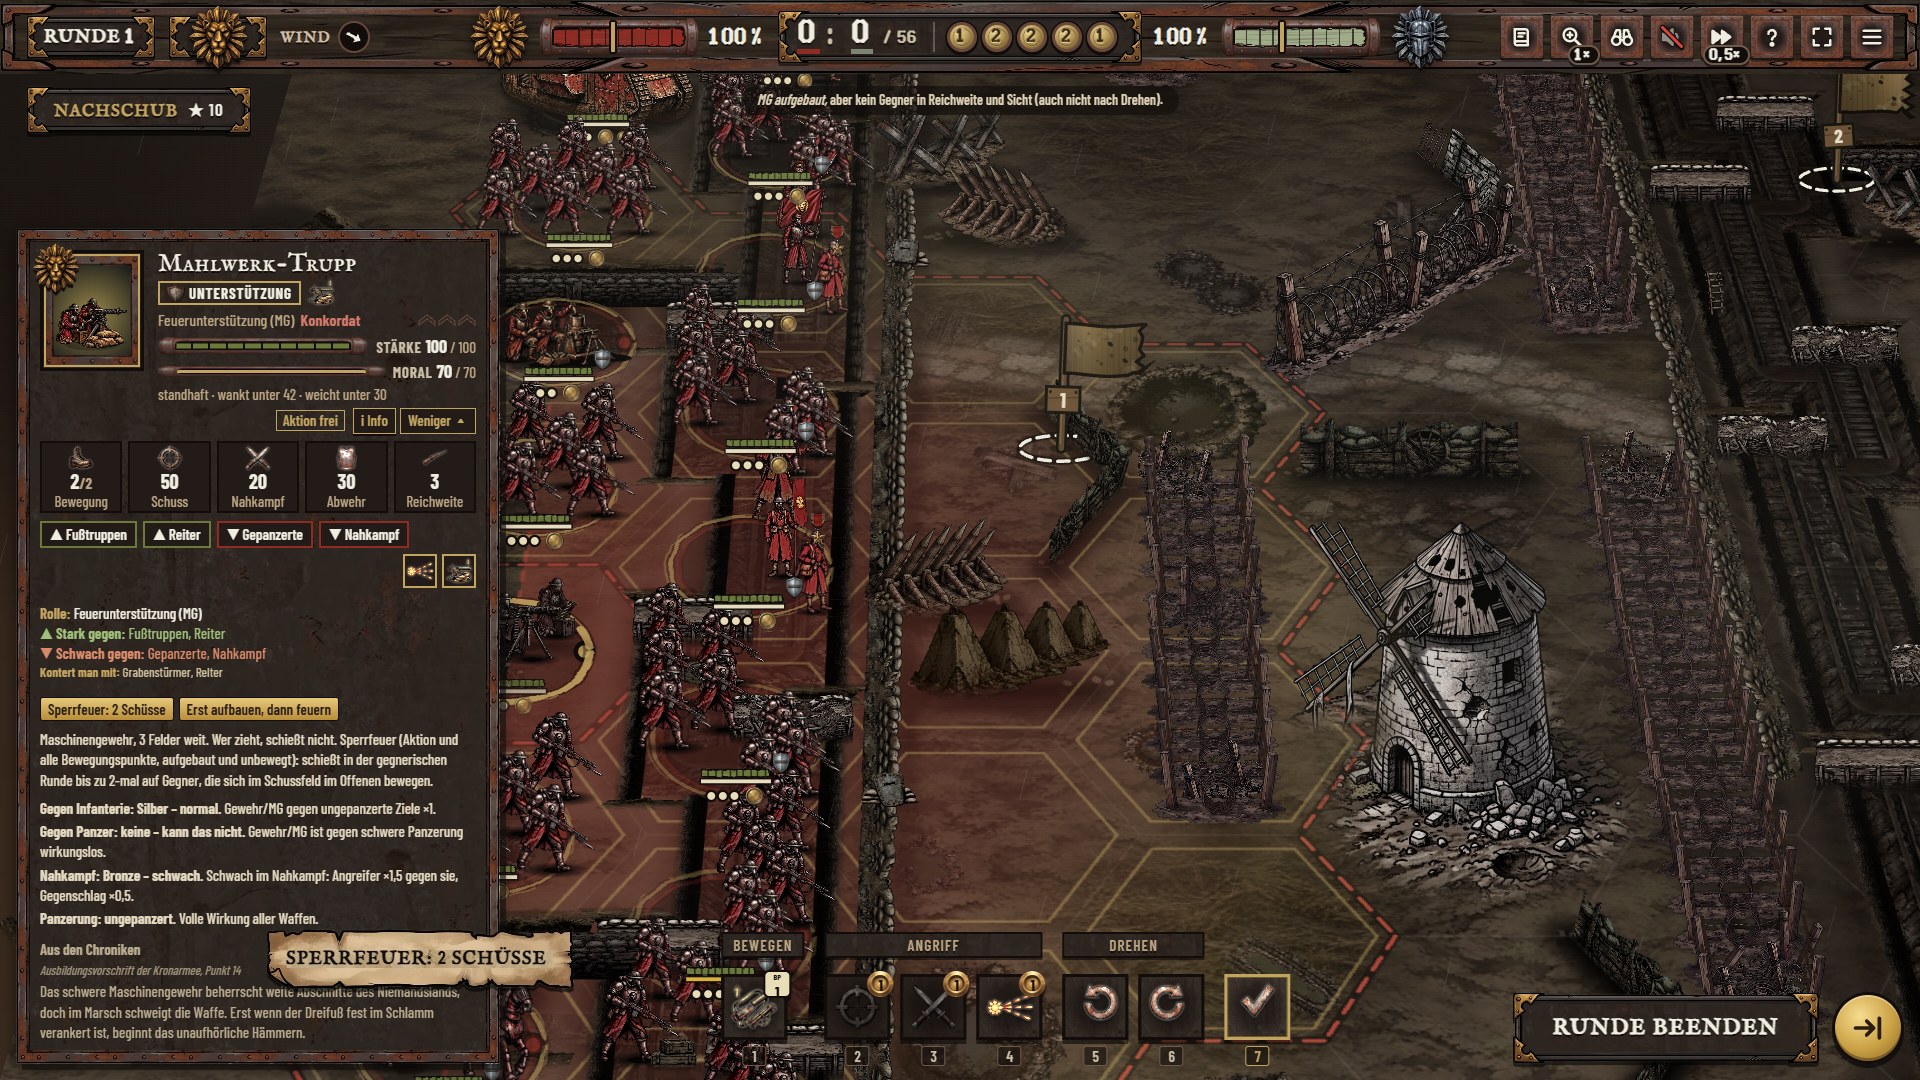 RUNDE 1
WIND
100%
0 : 0 / 56
1 2 2 2 1
100%
1×
0,5×
?
NACHSCHUB ★ 10
MG aufgebaut, aber kein Gegner in Reichweite und Sicht (auch nicht nach Drehen).
2
1
MAHLWERK-TRUPP
UNTERSTÜTZUNG
Feuerunterstützung (MG) Konkordat
STÄRKE 100 / 100
MORAL 70 / 70
standhaft · wankt unter 42 · weicht unter 30
Aktion frei
i Info
Weniger
2/2
Bewegung
50
Schuss
20
Nahkampf
30
Abwehr
3
Reichweite
▲ Fußtruppen
▲ Reiter
▼ Gepanzerte
▼ Nahkampf
Rolle: Feuerunterstützung (MG)
▲ Stark gegen: Fußtruppen, Reiter
▼ Schwach gegen: Gepanzerte, Nahkampf
Kontert man mit: Grabenstürmer, Reiter
Sperrfeuer: 2 Schüsse
Erst aufbauen, dann feuern
Maschinengewehr, 3 Felder weit. Wer zieht, schießt nicht. Sperrfeuer (Aktion und
alle Bewegungspunkte, aufgebaut und unbewegt): schießt in der gegnerischen
Runde bis zu 2-mal auf Gegner, die sich im Schussfeld im Offenen bewegen.
Gegen Infanterie: Silber – normal. Gewehr/MG gegen ungepanzerte Ziele ×1.
Gegen Panzer: keine – kann das nicht. Gewehr/MG ist gegen schwere Panzerung
wirkungslos.
Nahkampf: Bronze – schwach. Schwach im Nahkampf: Angreifer ×1,5 gegen sie,
Gegenschlag ×0,5.
Panzerung: ungepanzert. Volle Wirkung aller Waffen.
Aus den Chroniken
Ausbildungsvorschrift der Kronarmee, Punkt 14
Das schwere Maschinengewehr beherrscht weite Abschnitte des Niemandslands,
doch im Marsch schweigt die Waffe. Erst wenn der Dreifuß fest im Schlamm
verankert ist, beginnt das unaufhörliche Hämmern.
SPERRFEUER: 2 SCHÜSSE
BEWEGEN
ANGRIFF
DREHEN
BP
1
1
1
1
1
2
3
4
5
6
7
RUNDE BEENDEN